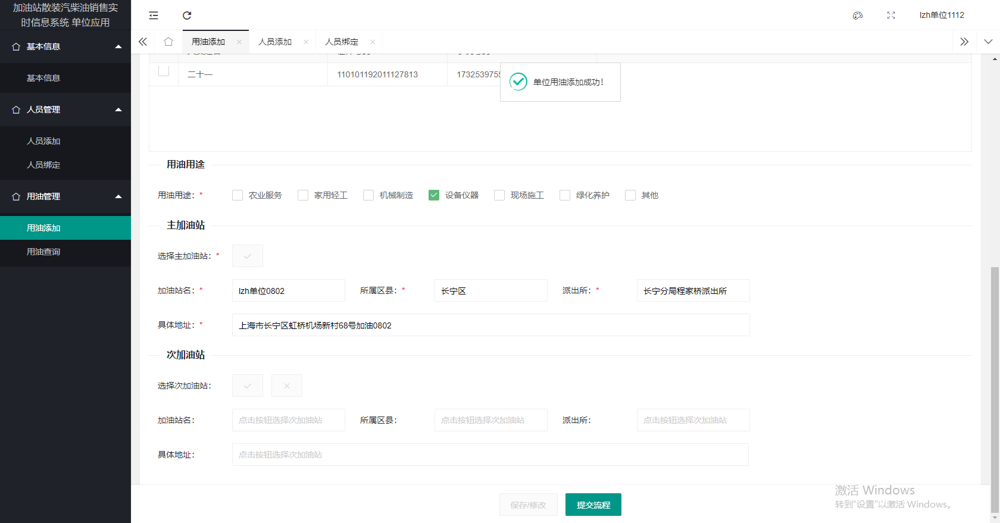 加油站散装汽柴油销售实
时信息系统 单位应用
lzh单位1112
基本信息
基本信息
人员管理
人员添加
人员绑定
用油管理
用油添加
用油查询
用油添加
人员添加
人员绑定
二十一
110101192011127813
1732539755
单位用油添加成功!
用油用途
用油用途：*
农业服务
家用轻工
机械制造
设备仪器
现场施工
绿化养护
其他
主加油站
选择主加油站：*
加油站名：*
lzh单位0802
所属区县：*
长宁区
派出所：*
长宁分局程家桥派出所
具体地址：*
上海市长宁区虹桥机场新村68号加油0802
次加油站
选择次加油站：
加油站名：
点击按钮选择次加油站
所属区县：
点击按钮选择次加油站
派出所：
点击按钮选择次加油站
具体地址：
点击按钮选择次加油站
保存/修改
提交流程
激活 Windows
转到"设置"以激活 Windows。